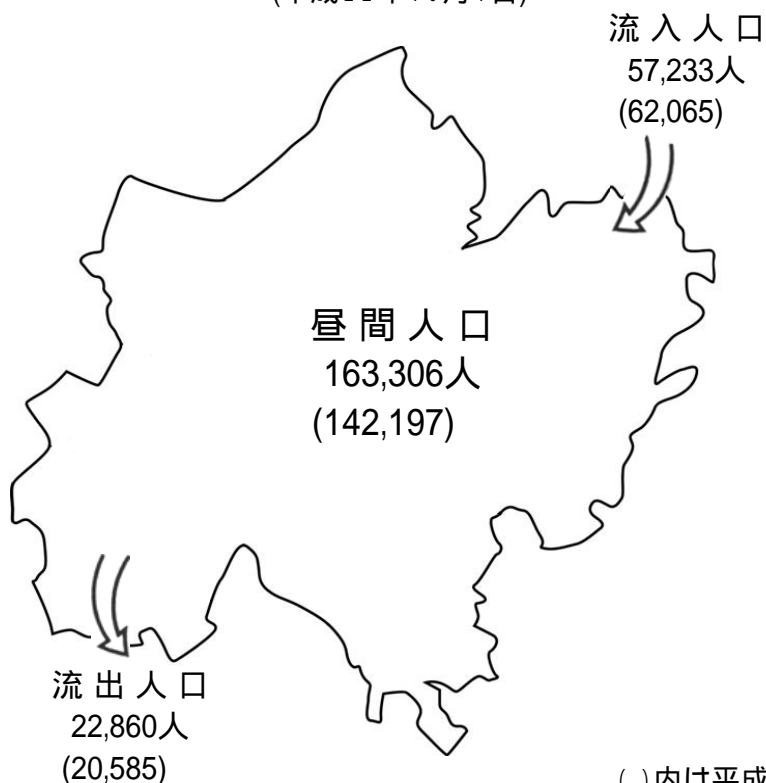 流入人口
57,233人
(62,065)
昼間人口
163,306人
(142,197)
流出人口
22,860人
(20,585)
( )内は平成